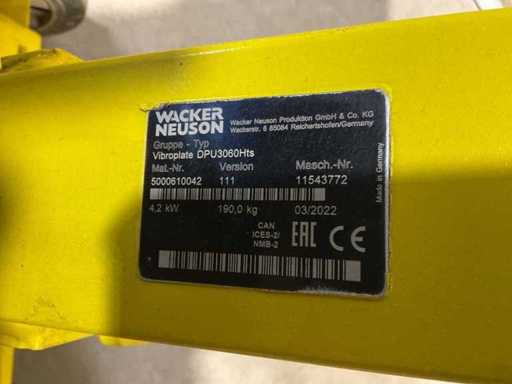 WACKER
NEUSON
Wacker Neuson Produktion GmbH & Co. KG
Wackerstr. 6 85084 Reichertshofen/Germany
Gruppe - Typ
Vibroplate DPU3060Hts
Mat.-Nr. Version Masch.-Nr.
5000610042 111 11543772
4,2 kW 190,0 kg 03/2022
CAN
ICES-2/
NMB-2
EAC CE
Made in Germany